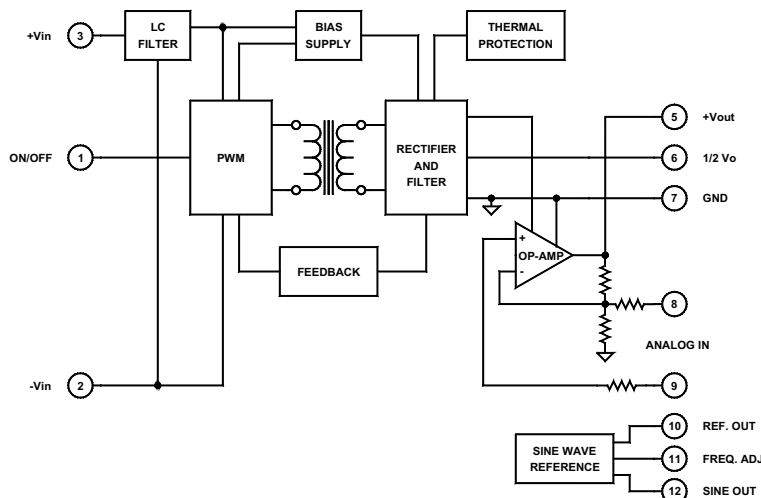 +Vin
3
LC
FILTER
BIAS
SUPPLY
THERMAL
PROTECTION
ON/OFF
1
PWM
RECTIFIER
AND
FILTER
5
+Vout
6
1/2 Vo
7
GND
+
OP-AMP
-
FEEDBACK
8
ANALOG IN
-Vin
2
9
SINE WAVE
REFERENCE
10
REF. OUT
11
FREQ. ADJ
12
SINE OUT